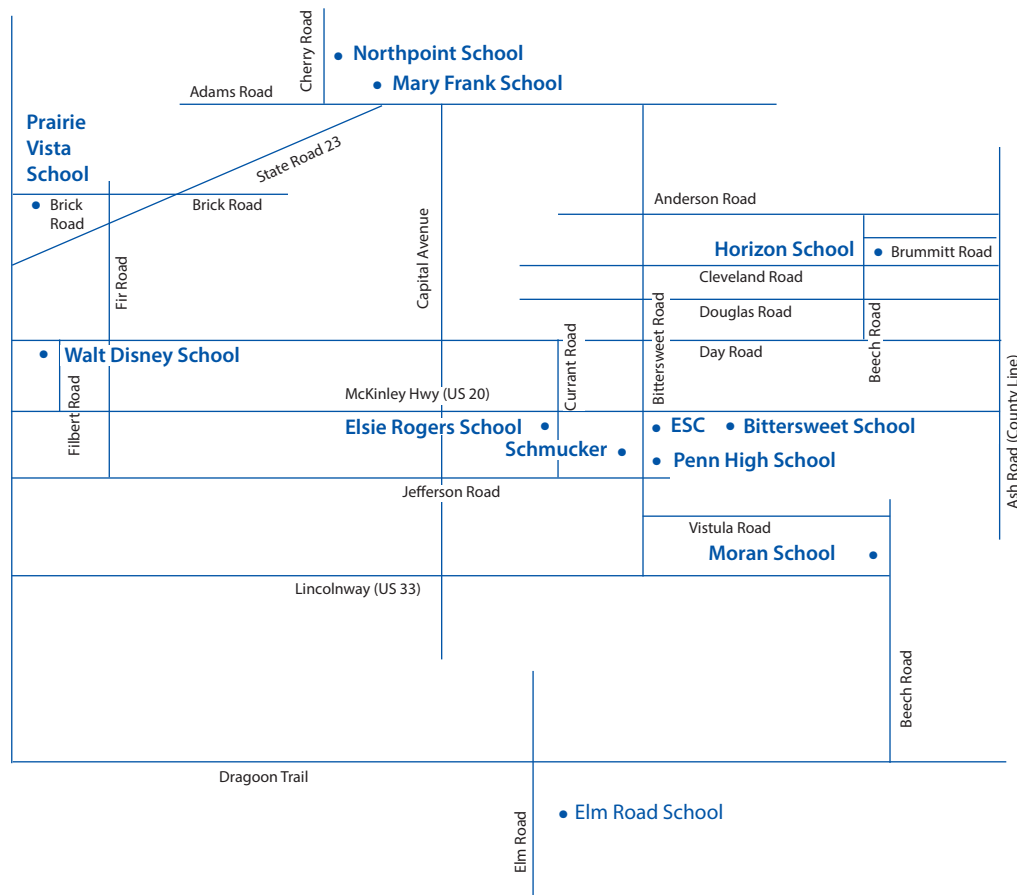 Cherry Road
Northpoint School
Mary Frank School
Adams Road
Prairie
Vista
School
State Road 23
Brick
Road
Brick Road
Anderson Road
Capital Avenue
Horizon School
Brummitt Road
Fir Road
Cleveland Road
Bittersweet Road
Douglas Road
Beech Road
Walt Disney School
Currant Road
Day Road
Filbert Road
McKinley Hwy (US 20)
Ash Road (County Line)
Elsie Rogers School
ESC
Bittersweet School
Schmucker
Penn High School
Jefferson Road
Vistula Road
Moran School
Lincolnway (US 33)
Beech Road
Dragoon Trail
Elm Road
Elm Road School